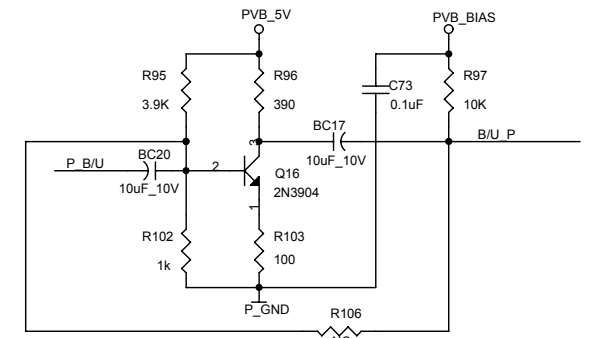 PVB_5V
PVB_BIAS
R95
3.9K
R96
390
C73
0.1uF
R97
10K
BC17
10uF_10V
B/U_P
3
P_B/U
BC20
10uF_10V
2
Q16
2N3904
1
R102
1k
R103
100
P_GND
R106